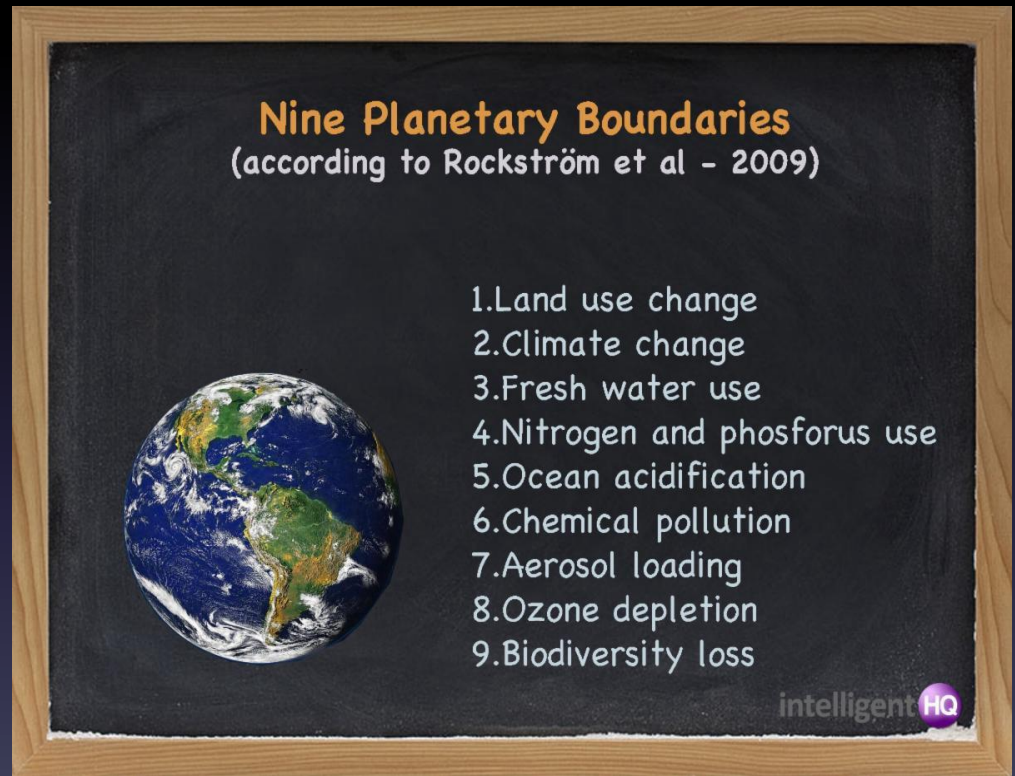 Nine Planetary Boundaries
(according to Rockström et al - 2009)
1.Land use change
2.Climate change
3.Fresh water use
4.Nitrogen and phosforus use
5.Ocean acidification
6.Chemical pollution
7.Aerosol loading
8.Ozone depletion
9.Biodiversity loss
intelligent HQ